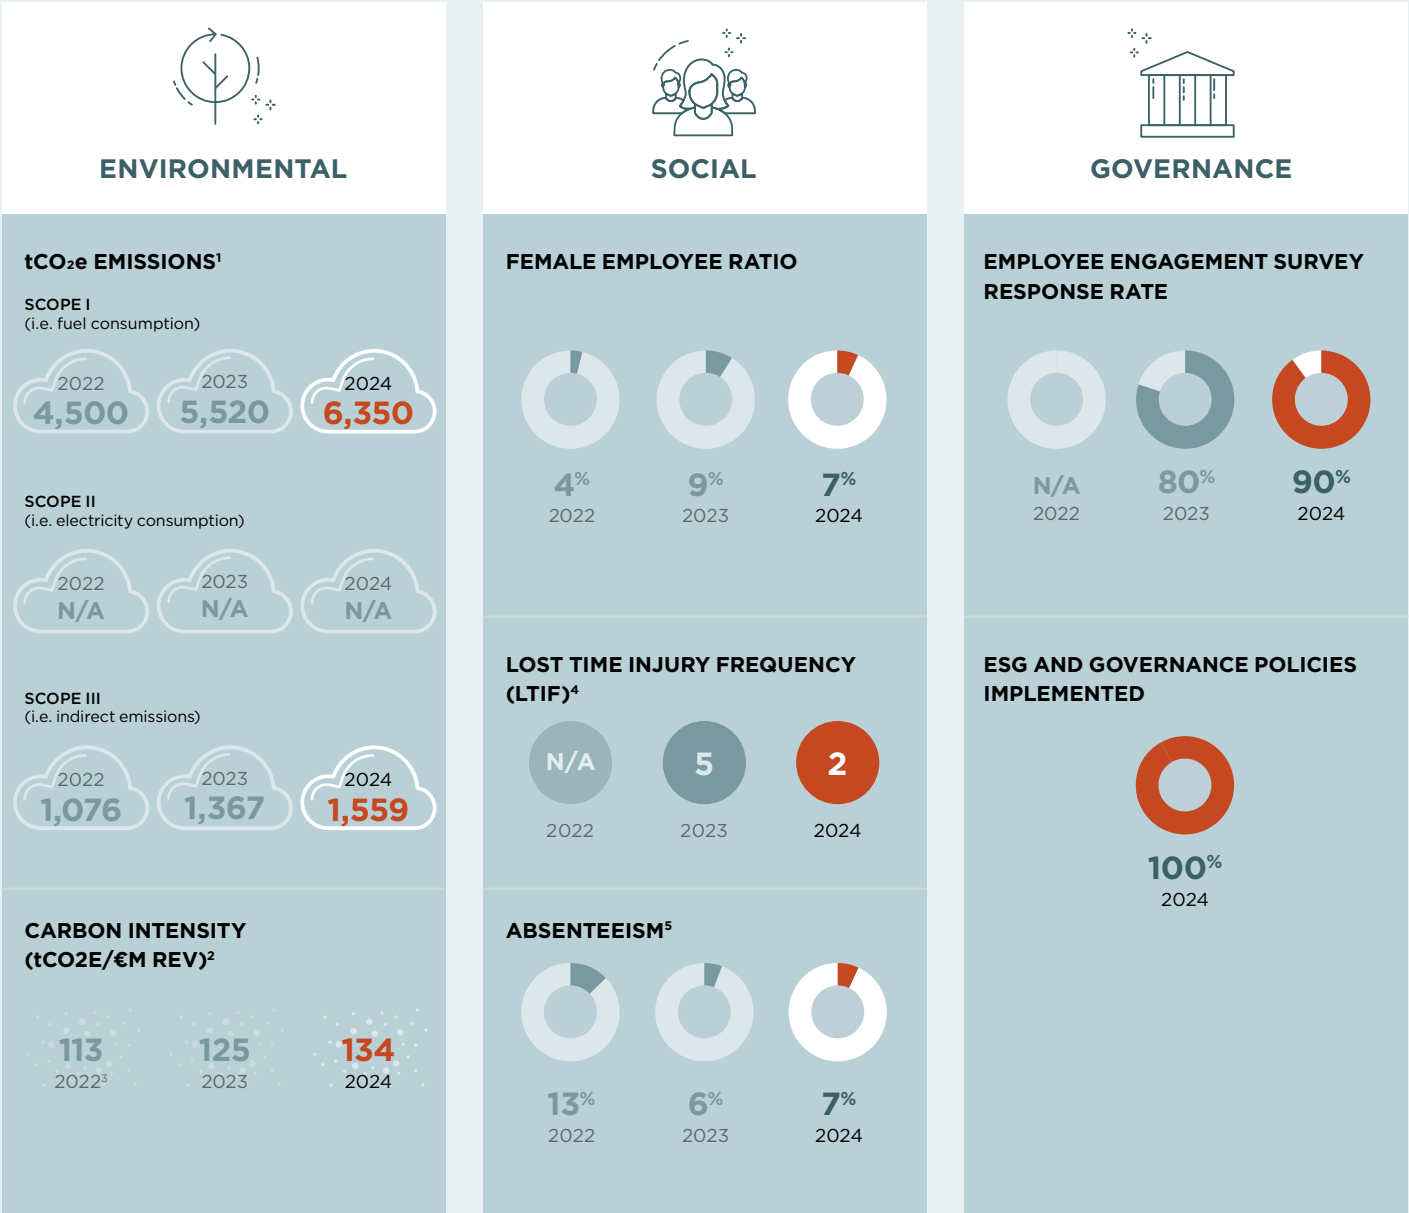 ENVIRONMENTAL
tCO₂e EMISSIONS¹
SCOPE I
(i.e. fuel consumption)
2022
4,500
2023
5,520
2024
6,350
SCOPE II
(i.e. electricity consumption)
2022
N/A
2023
N/A
2024
N/A
SCOPE III
(i.e. indirect emissions)
2022
1,076
2023
1,367
2024
1,559
CARBON INTENSITY
(tCO2E/€M REV)²
113
2022³
125
2023
134
2024
SOCIAL
FEMALE EMPLOYEE RATIO
4%
2022
9%
2023
7%
2024
LOST TIME INJURY FREQUENCY
(LTIF)⁴
N/A
2022
5
2023
2
2024
ABSENTEEISM⁵
13%
2022
6%
2023
7%
2024
GOVERNANCE
EMPLOYEE ENGAGEMENT SURVEY
RESPONSE RATE
N/A
2022
80%
2023
90%
2024
ESG AND GOVERNANCE POLICIES
IMPLEMENTED
100%
2024